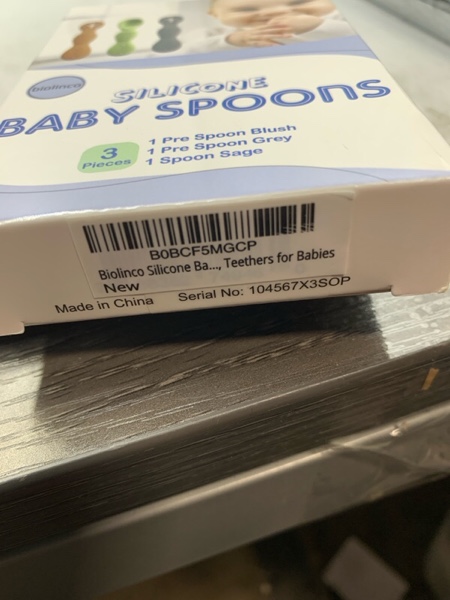 biolinco
SILICONE
BABY SPOONS
3
Pieces
1 Pre Spoon Blush
1 Pre Spoon Grey
1 Spoon Sage
B0BCF5MGCP
Biolinco Silicone Ba..., Teethers for Babies
New
Made in China
Serial No: 104567X3SOP